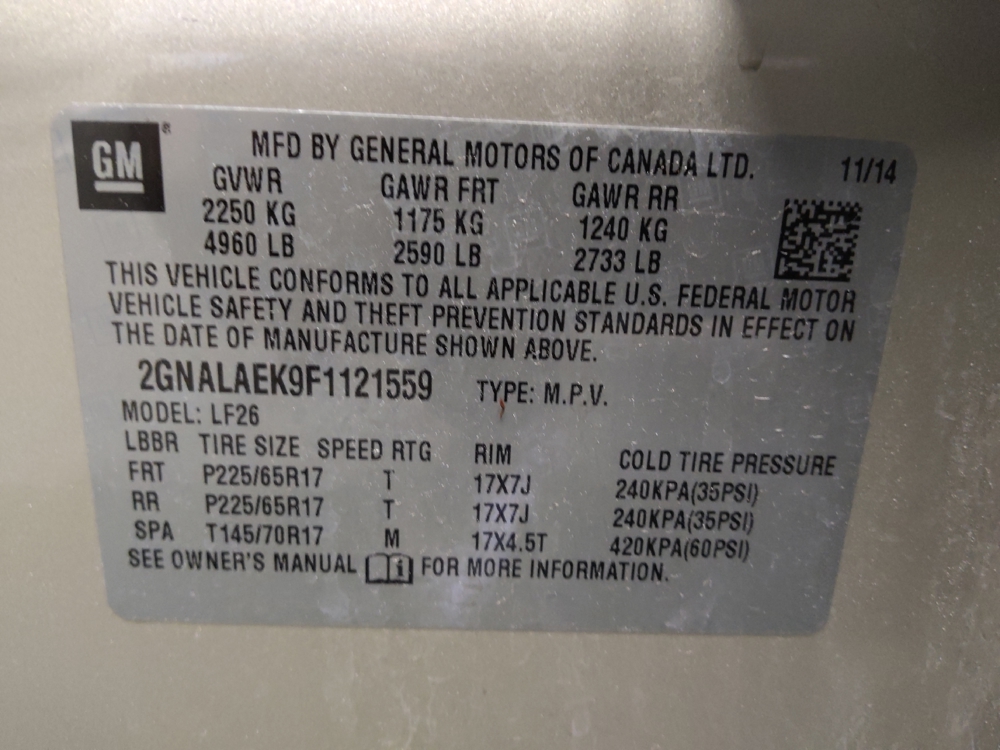 GM
MFD BY GENERAL MOTORS OF CANADA LTD. 11/14
GVWR GAWR FRT GAWR RR
2250 KG 1175 KG 1240 KG
4960 LB 2590 LB 2733 LB
THIS VEHICLE CONFORMS TO ALL APPLICABLE U.S. FEDERAL MOTOR
VEHICLE SAFETY AND THEFT PREVENTION STANDARDS IN EFFECT ON
THE DATE OF MANUFACTURE SHOWN ABOVE.
2GNALAEK9F1121559 TYPE: M.P.V.
MODEL: LF26
LBBR TIRE SIZE SPEED RTG RIM COLD TIRE PRESSURE
FRT P225/65R17 T 17X7J 240KPA(35PSI)
RR P225/65R17 T 17X7J 240KPA(35PSI)
SPA T145/70R17 M 17X4.5T 420KPA(60PSI)
SEE OWNER'S MANUAL i FOR MORE INFORMATION.